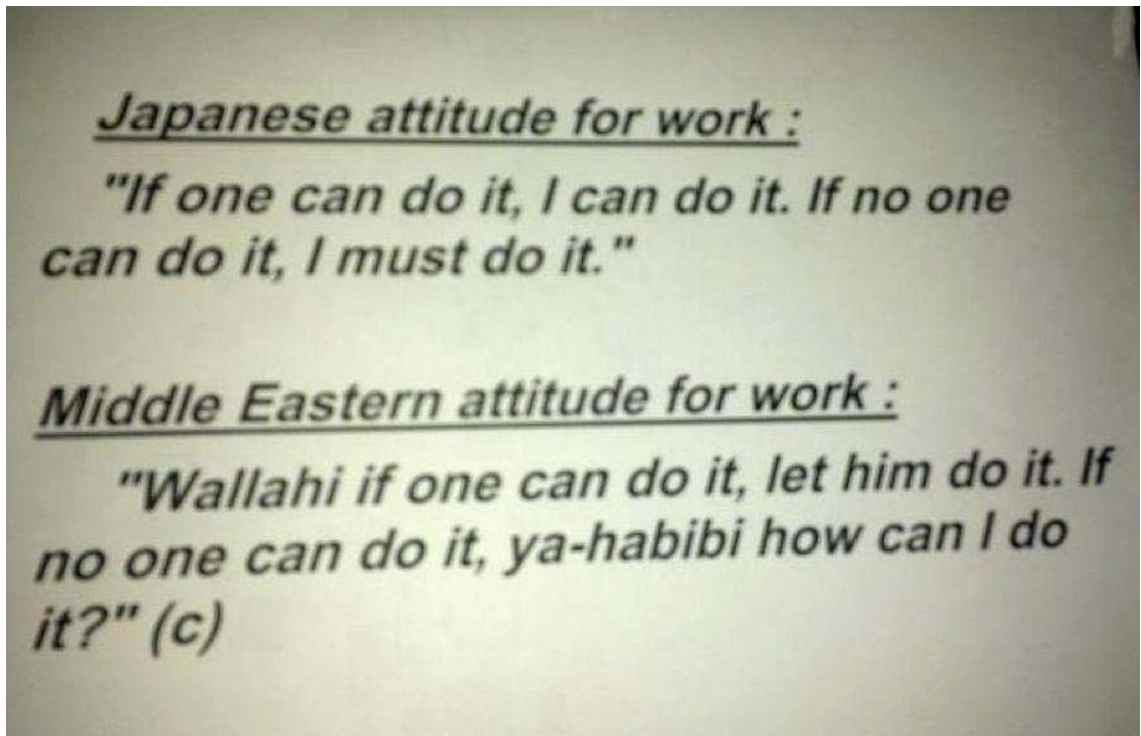 Japanese attitude for work :
"If one can do it, I can do it. If no one
can do it, I must do it."
Middle Eastern attitude for work :
"Wallahi if one can do it, let him do it. If
no one can do it, ya-habibi how can I do
it?" (c)